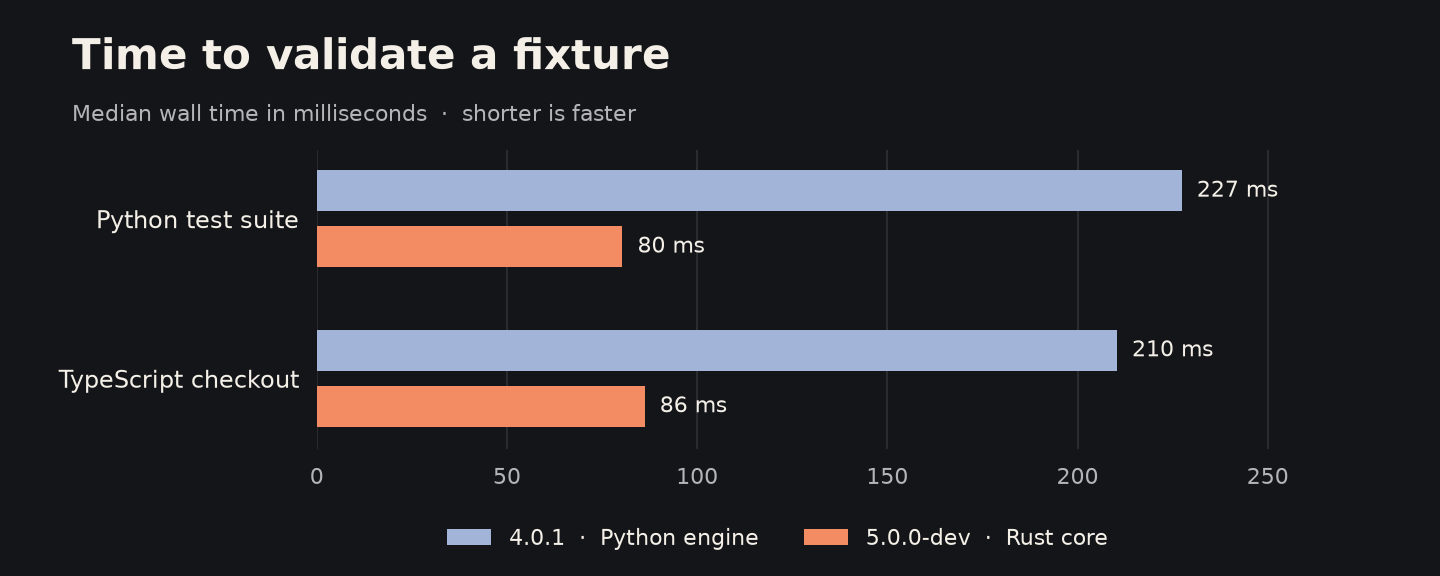 Time to validate a fixture
Median wall time in milliseconds · shorter is faster
Python test suite
227 ms
80 ms
TypeScript checkout
210 ms
86 ms
0 50 100 150 200 250
4.0.1 · Python engine 5.0.0-dev · Rust core